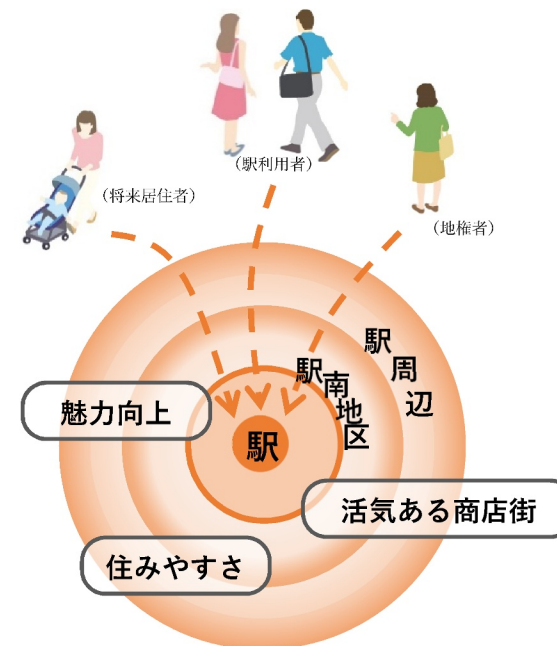 （駅利用者）
（将来居住者）
（地権者）
駅周辺
駅南地区
魅力向上
駅
活気ある商店街
住みやすさ